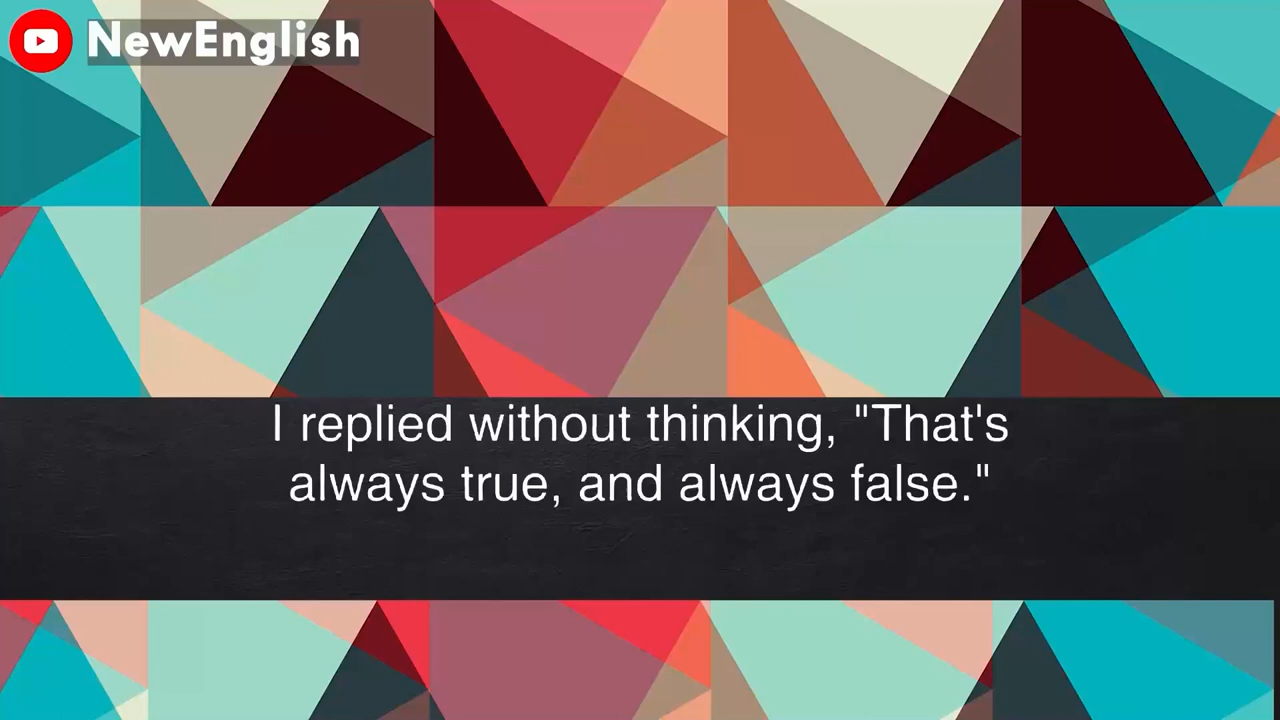 NewEnglish
I replied without thinking, "That's
always true, and always false."